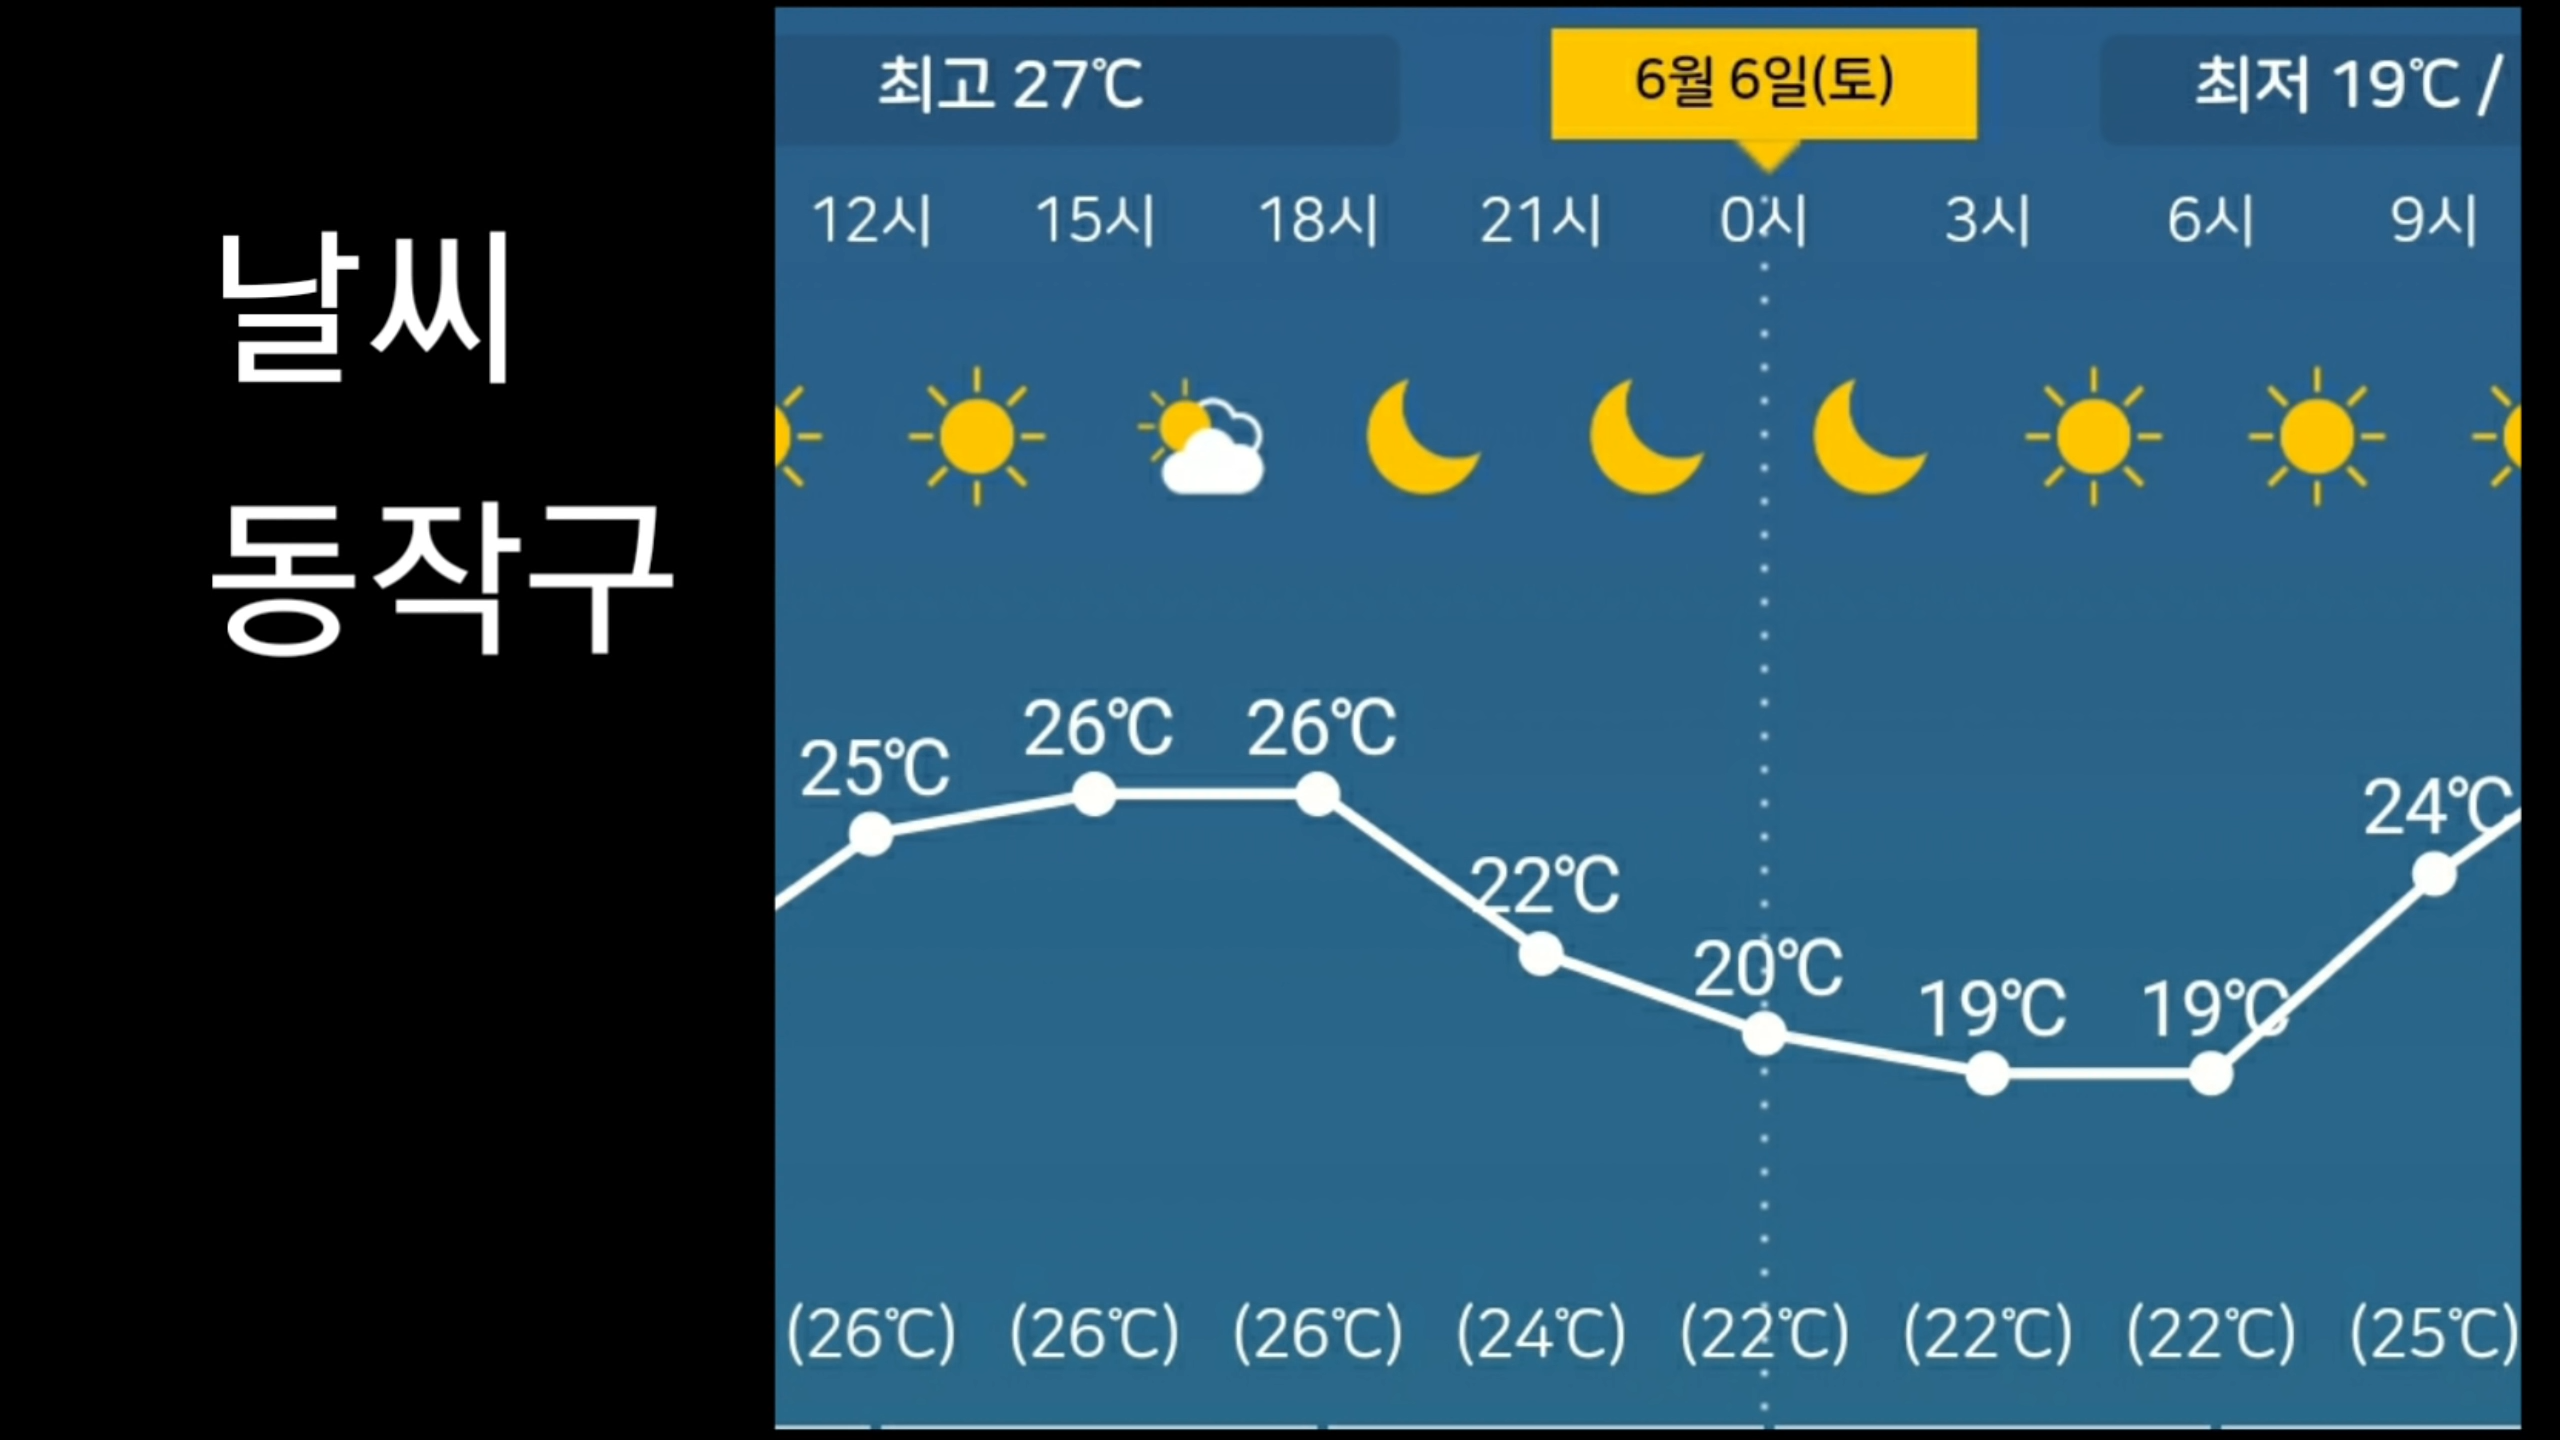 날씨
동작구
최고 27℃
6월 6일(토)
최저 19℃ /
12시 15시 18시 21시 0시 3시 6시 9시
25℃ 26℃ 26℃ 22℃ 20℃ 19℃ 19℃ 24℃
(26℃) (26℃) (26℃) (24℃) (22℃) (22℃) (22℃) (25℃)